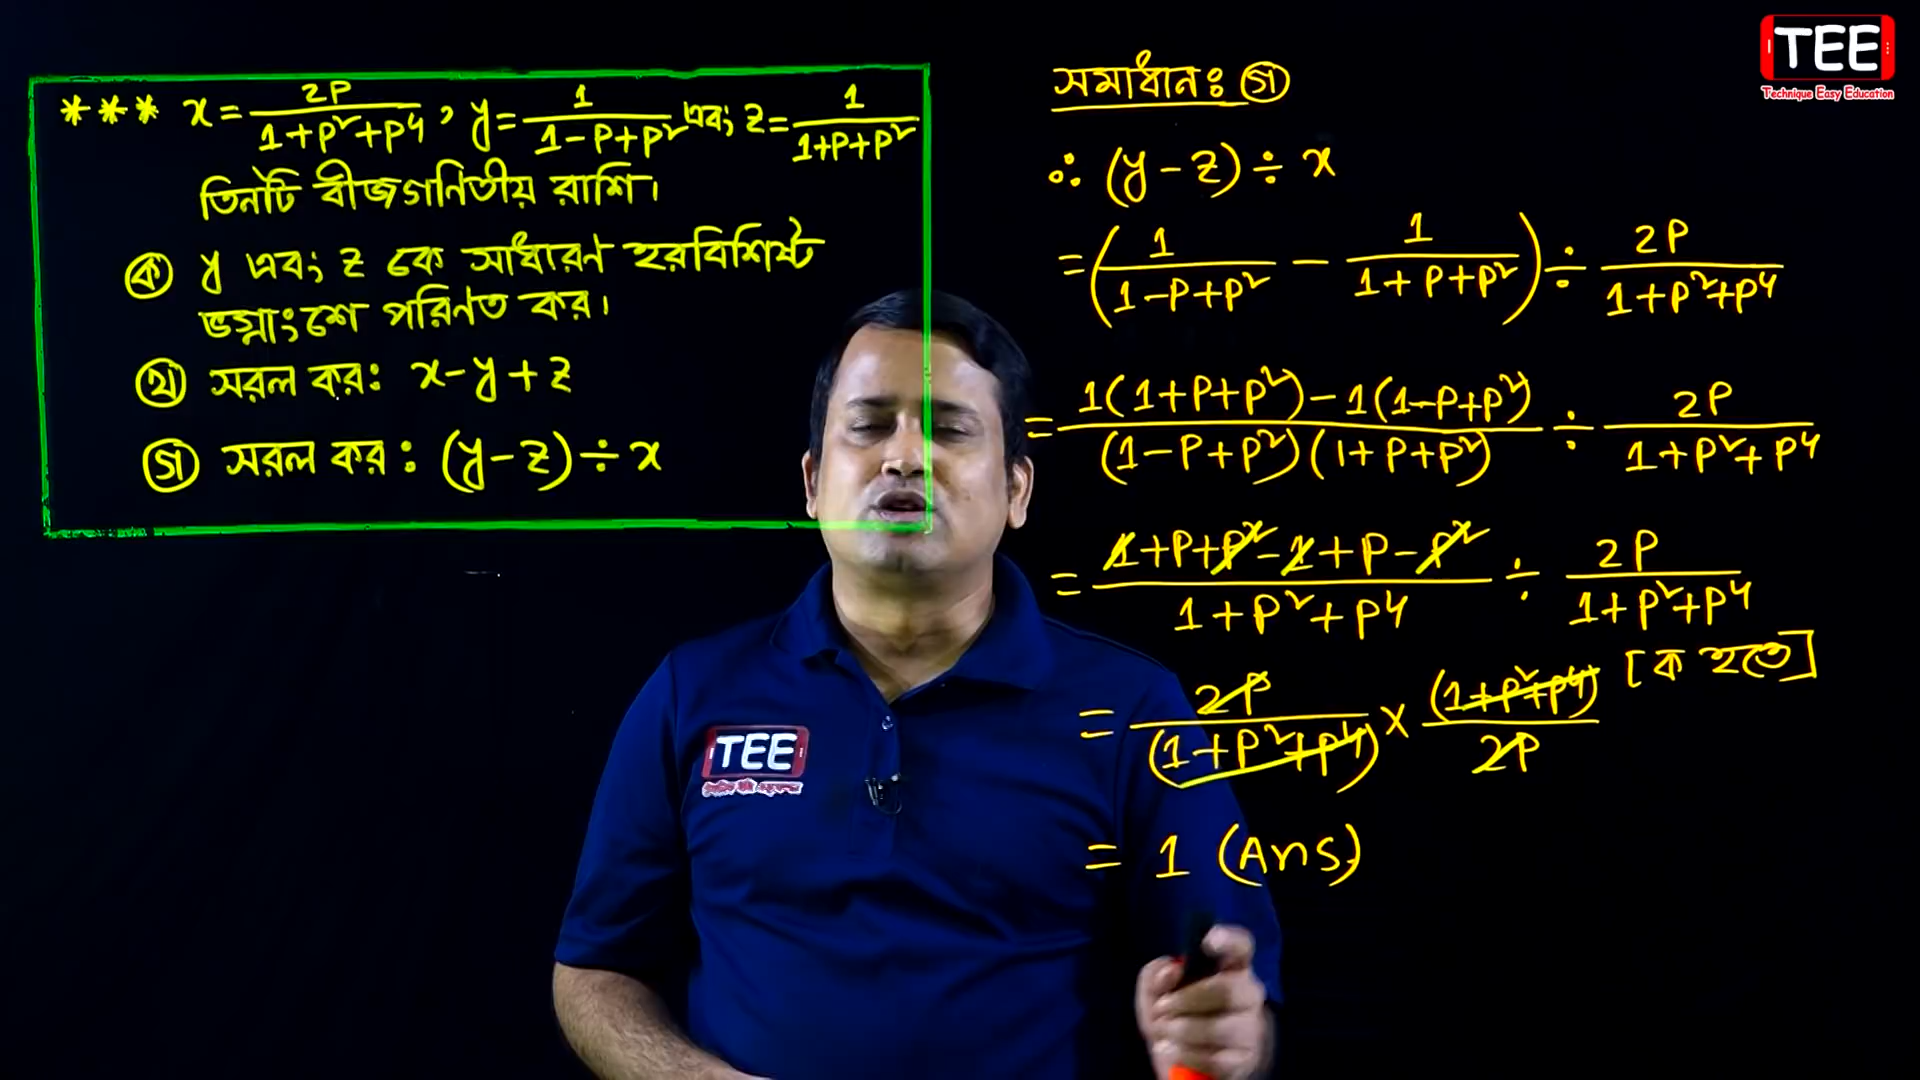 TEE
Technique Easy Education
*** x = 2P/(1+P²+P⁴), y = 1/(1-P+P²) এবং z = 1/(1+P+P²)
তিনটি বীজগনিতীয় রাশি।
ক y এবং z কে সাধারণ হরবিশিষ্ট
ভগ্নাংশে পরিণত কর।
খ সরল কর: x-y+z
গ সরল কর: (y-z)÷x
সমাধান: গ
∴ (y-z)÷x
= (1/(1-P+P²) - 1/(1+P+P²)) ÷ 2P/(1+P²+P⁴)
= (1(1+P+P²)-1(1-P+P²))/((1-P+P²)(1+P+P²)) ÷ 2P/(1+P²+P⁴)
= (1+P+P²-1+P-P²)/(1+P²+P⁴) ÷ 2P/(1+P²+P⁴)
[ক হতে]
= 2P/(1+P²+P⁴) × (1+P²+P⁴)/2P
= 1 (Ans)
TEE